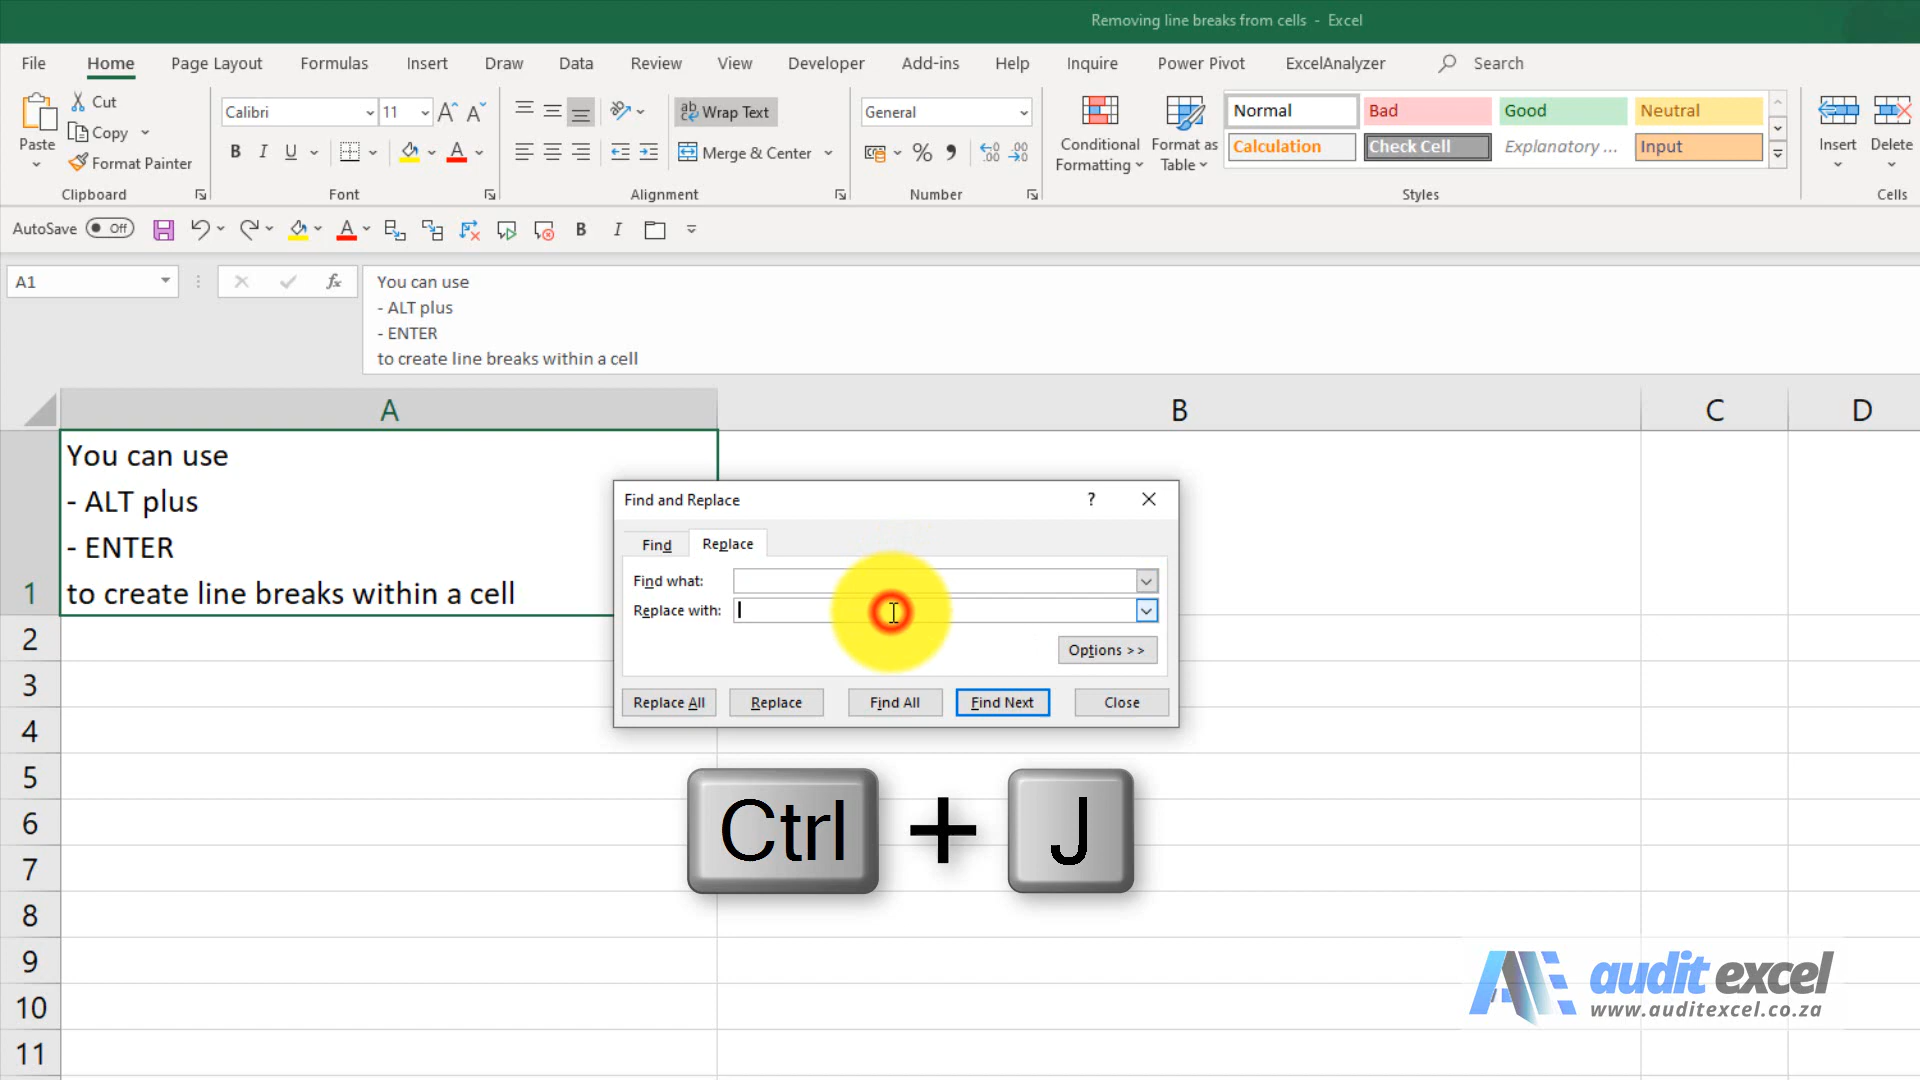 Removing line breaks from cells - Excel
File Home Page Layout Formulas Insert Draw Data Review View Developer Add-ins Help Inquire Power Pivot ExcelAnalyzer Search
Paste
Cut
Copy
Format Painter
Clipboard
Calibri 11
B I U
A
Font
ab Wrap Text
Merge & Center
Alignment
General
% ,
Number
Conditional Formatting
Format as Table
Normal Bad Good Neutral
Calculation Check Cell Explanatory ... Input
Styles
Insert Delete
Cells
AutoSave Off
A B I
A1 fx
You can use
- ALT plus
- ENTER
to create line breaks within a cell
A B C D
You can use
- ALT plus
- ENTER
1 to create line breaks within a cell
2
3
4
5
6
7
8
9
10
11
Find and Replace ?
Find Replace
Find what:
Replace with:
Options >>
Replace All Replace Find All Find Next Close
Ctrl + J
audit excel
www.auditexcel.co.za